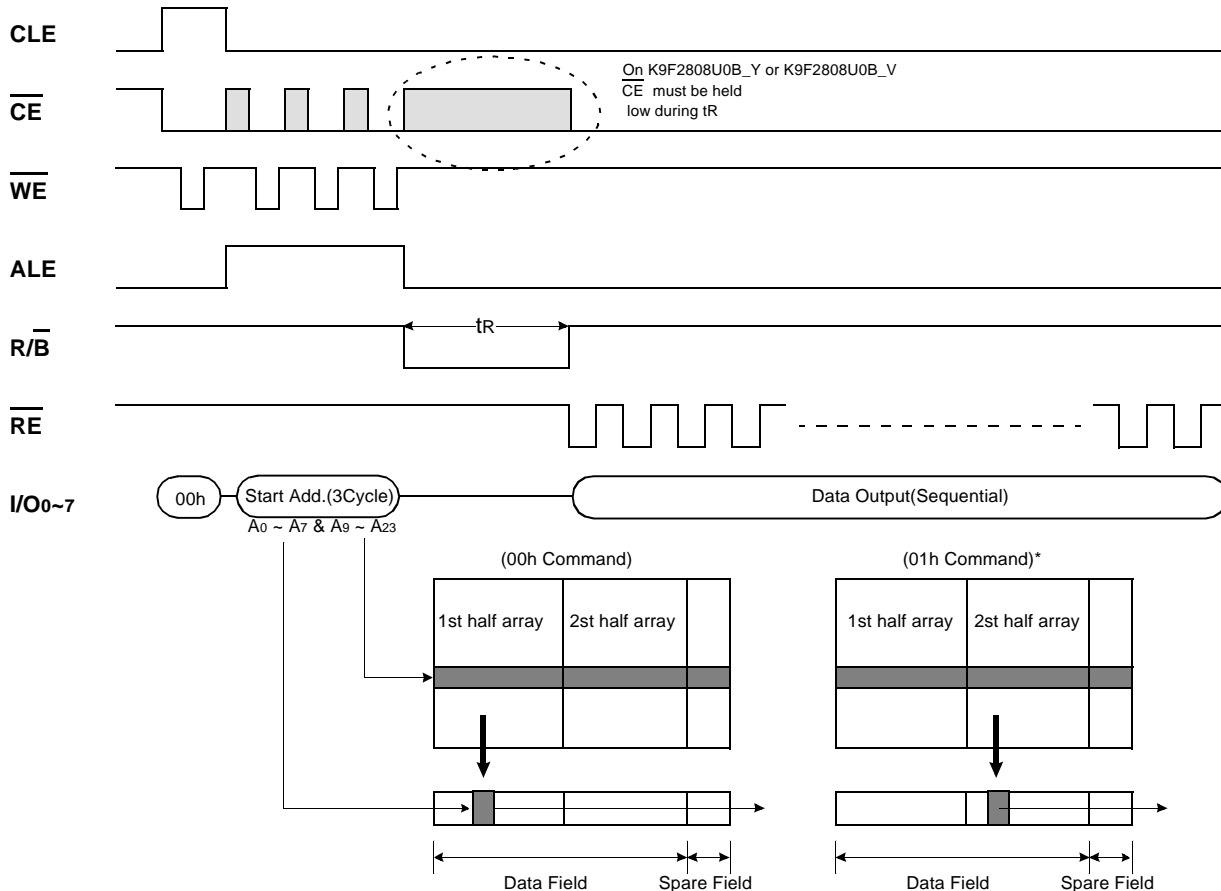 CLE
On K9F2808U0B_Y or K9F2808U0B_V
CE must be held
low during tR
CE
WE
ALE
tR
R/B
RE
I/O0~7
00h
Start Add.(3Cycle)
Data Output(Sequential)
A0 ~ A7 & A9 ~ A23
(00h Command)
(01h Command)*
1st half array
2st half array
1st half array
2st half array
Data Field
Spare Field
Data Field
Spare Field